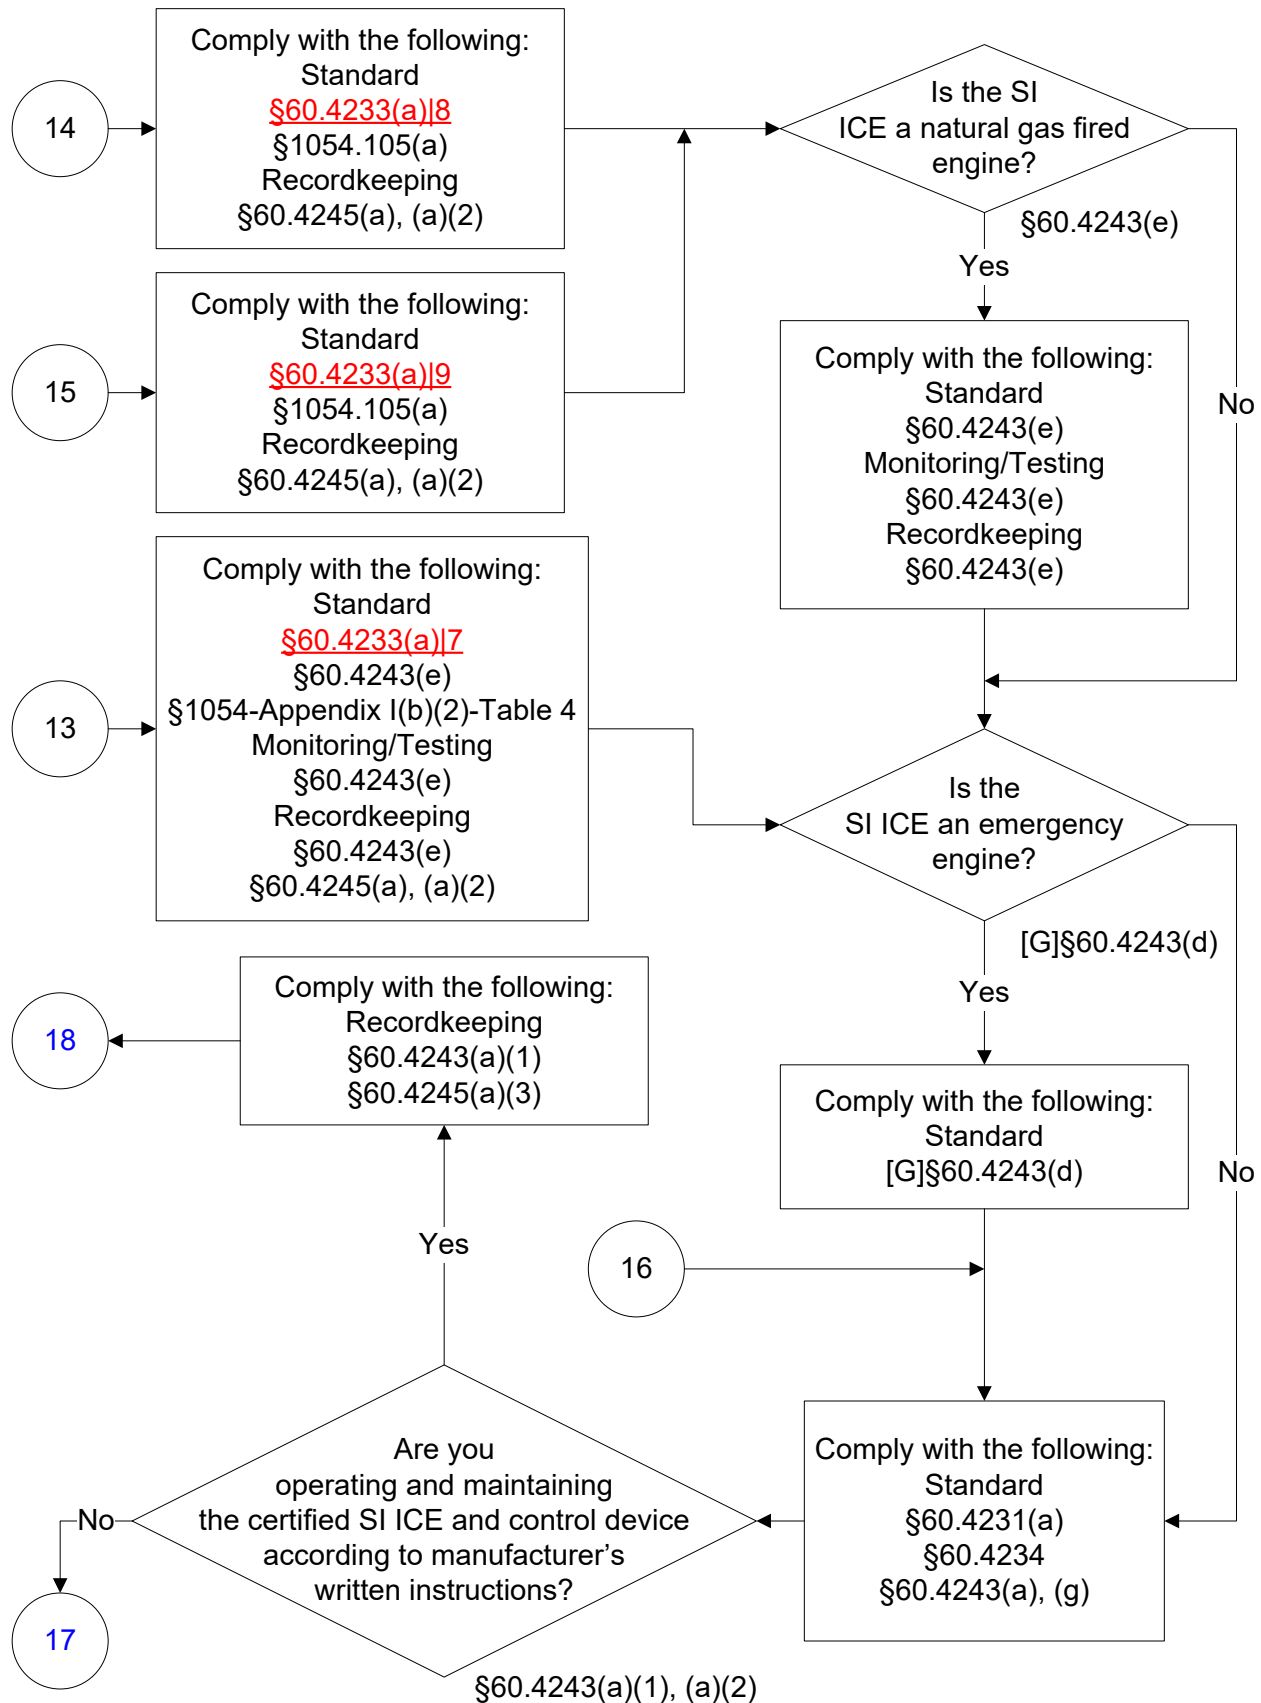 14
Comply with the following:
Standard
§60.4233(a)|8
§1054.105(a)
Recordkeeping
§60.4245(a), (a)(2)
Is the SI
ICE a natural gas fired
engine?
§60.4243(e)
Yes
No
15
Comply with the following:
Standard
§60.4233(a)|9
§1054.105(a)
Recordkeeping
§60.4245(a), (a)(2)
Comply with the following:
Standard
§60.4243(e)
Monitoring/Testing
§60.4243(e)
Recordkeeping
§60.4243(e)
13
Comply with the following:
Standard
§60.4233(a)|7
§60.4243(e)
§1054-Appendix I(b)(2)-Table 4
Monitoring/Testing
§60.4243(e)
Recordkeeping
§60.4243(e)
§60.4245(a), (a)(2)
Is the
SI ICE an emergency
engine?
[G]§60.4243(d)
Yes
No
18
Comply with the following:
Recordkeeping
§60.4243(a)(1)
§60.4245(a)(3)
Comply with the following:
Standard
[G]§60.4243(d)
Yes
16
Are you
operating and maintaining
the certified SI ICE and control device
according to manufacturer’s
written instructions?
§60.4243(a)(1), (a)(2)
No
17
Comply with the following:
Standard
§60.4231(a)
§60.4234
§60.4243(a), (g)